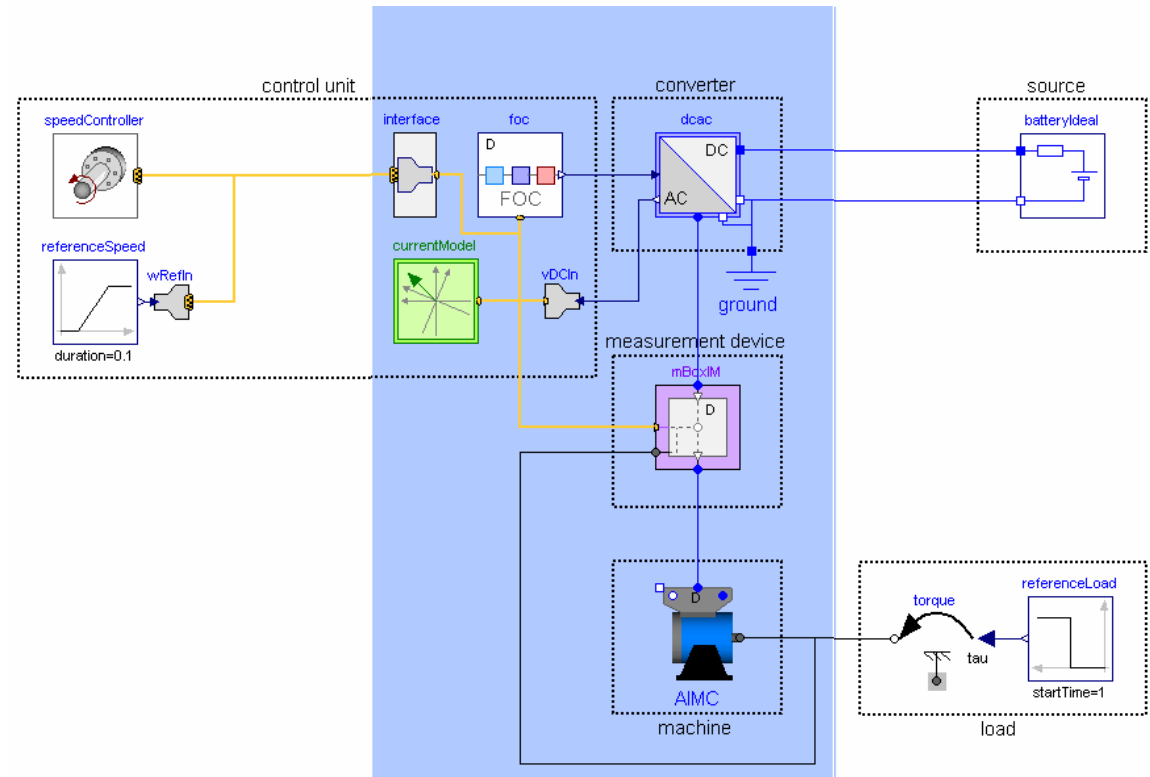 control unit
converter
source
speedController
interface
foc
dcac
batteryIdeal
D
FOC
DC
AC
referenceSpeed
wRefIn
duration=0.1
currentModel
vDCIn
ground
measurement device
mBoxIM
D
D
AIMC
machine
torque
tau
referenceLoad
startTime=1
load